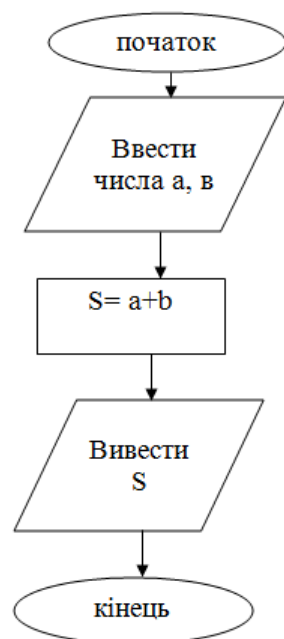 початок
Ввести
числа а, в
S= a+b
Вивести
S
кінець